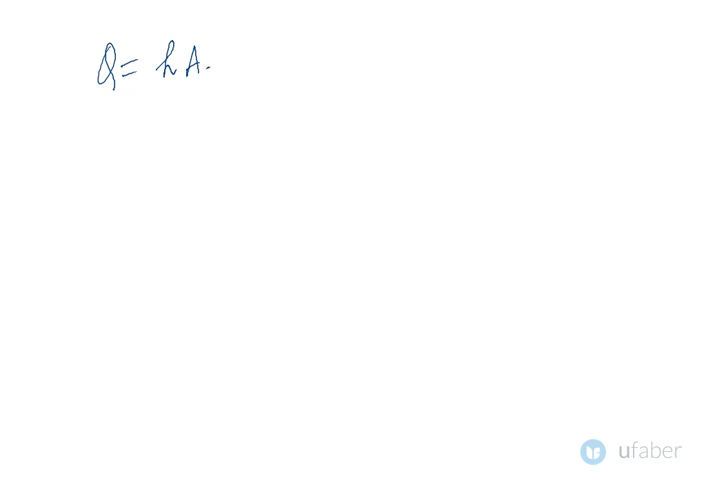 Q = hA.
ufaber